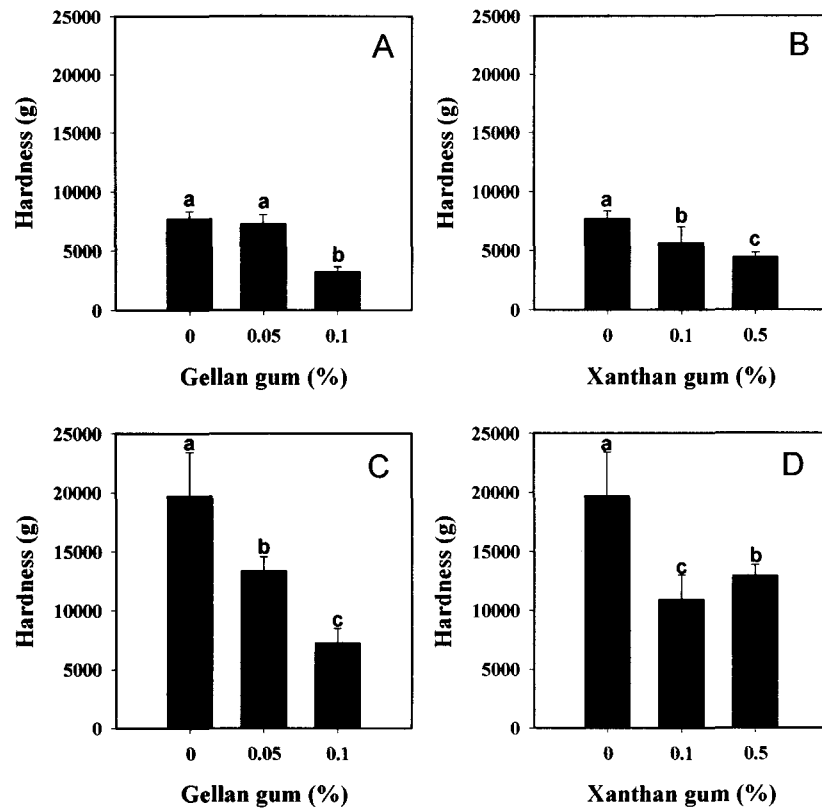 A
Hardness (g)
25000
20000
15000
10000
5000
0
a
a
b
0
0.05
0.1
Gellan gum (%)
B
Hardness (g)
25000
20000
15000
10000
5000
0
a
b
c
0
0.1
0.5
Xanthan gum (%)
C
Hardness (g)
25000
20000
15000
10000
5000
0
a
b
c
0
0.05
0.1
Gellan gum (%)
D
Hardness (g)
25000
20000
15000
10000
5000
0
a
c
b
0
0.1
0.5
Xanthan gum (%)